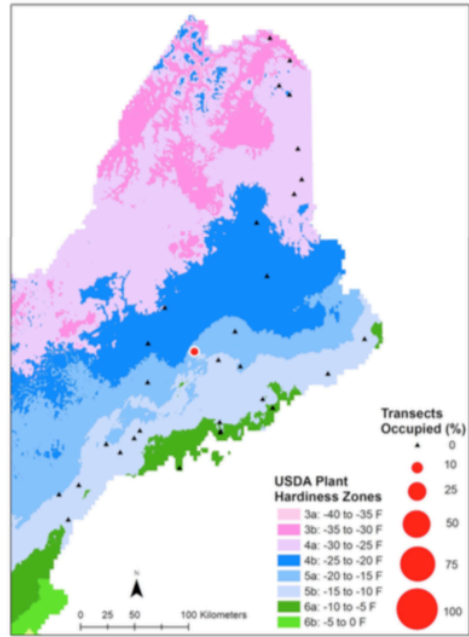 Transects
Occupied (%)
0
10
25
50
75
100
USDA Plant
Hardiness Zones
3a: -40 to -35 F
3b: -35 to -30 F
4a: -30 to -25 F
4b: -25 to -20 F
5a: -20 to -15 F
5b: -15 to -10 F
6a: -10 to -5 F
6b: -5 to 0 F
N
0 25 50 100 Kilometers